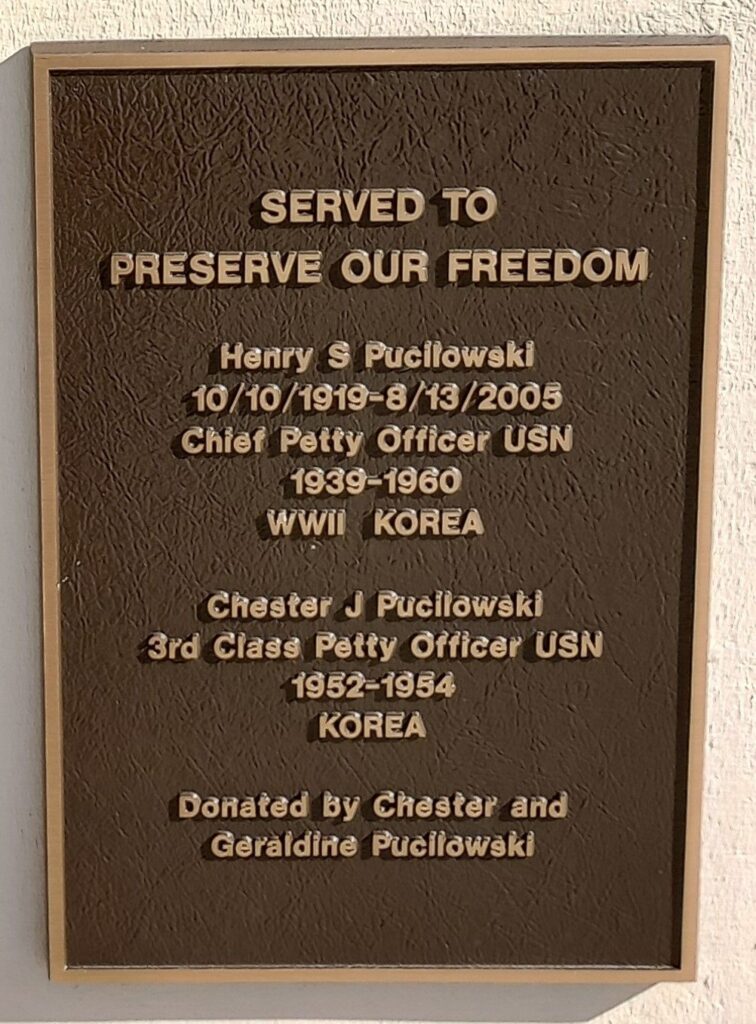 SERVED TO
PRESERVE OUR FREEDOM
Henry S Pucilowski
10/10/1919-8/13/2005
Chief Petty Officer USN
1939-1960
WWII KOREA
Chester J Pucilowski
3rd Class Petty Officer USN
1952-1954
KOREA
Donated by Chester and
Geraldine Pucilowski